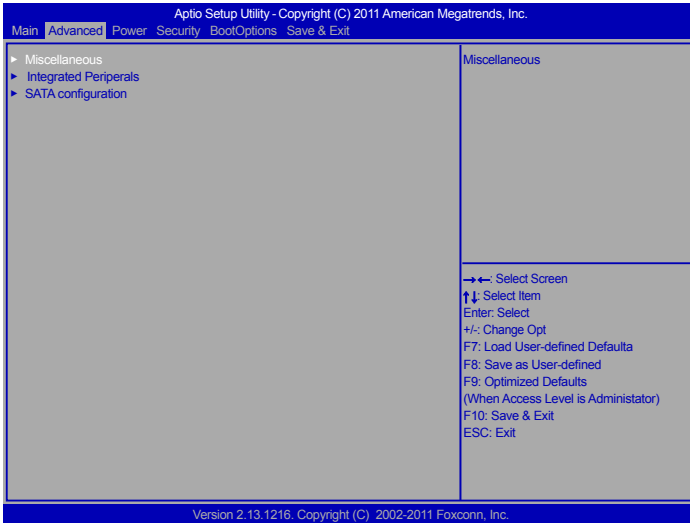 Aptio Setup Utility - Copyright (C) 2011 American Megatrends, Inc.
Main Advanced Power Security BootOptions Save & Exit
► Miscellaneous
► Integrated Periperals
► SATA configuration
Miscellaneous
→←: Select Screen
↑↓: Select Item
Enter: Select
+/-: Change Opt
F7: Load User-defined Defaulta
F8: Save as User-defined
F9: Optimized Defaults
(When Access Level is Administator)
F10: Save & Exit
ESC: Exit
Version 2.13.1216. Copyright (C) 2002-2011 Foxconn, Inc.